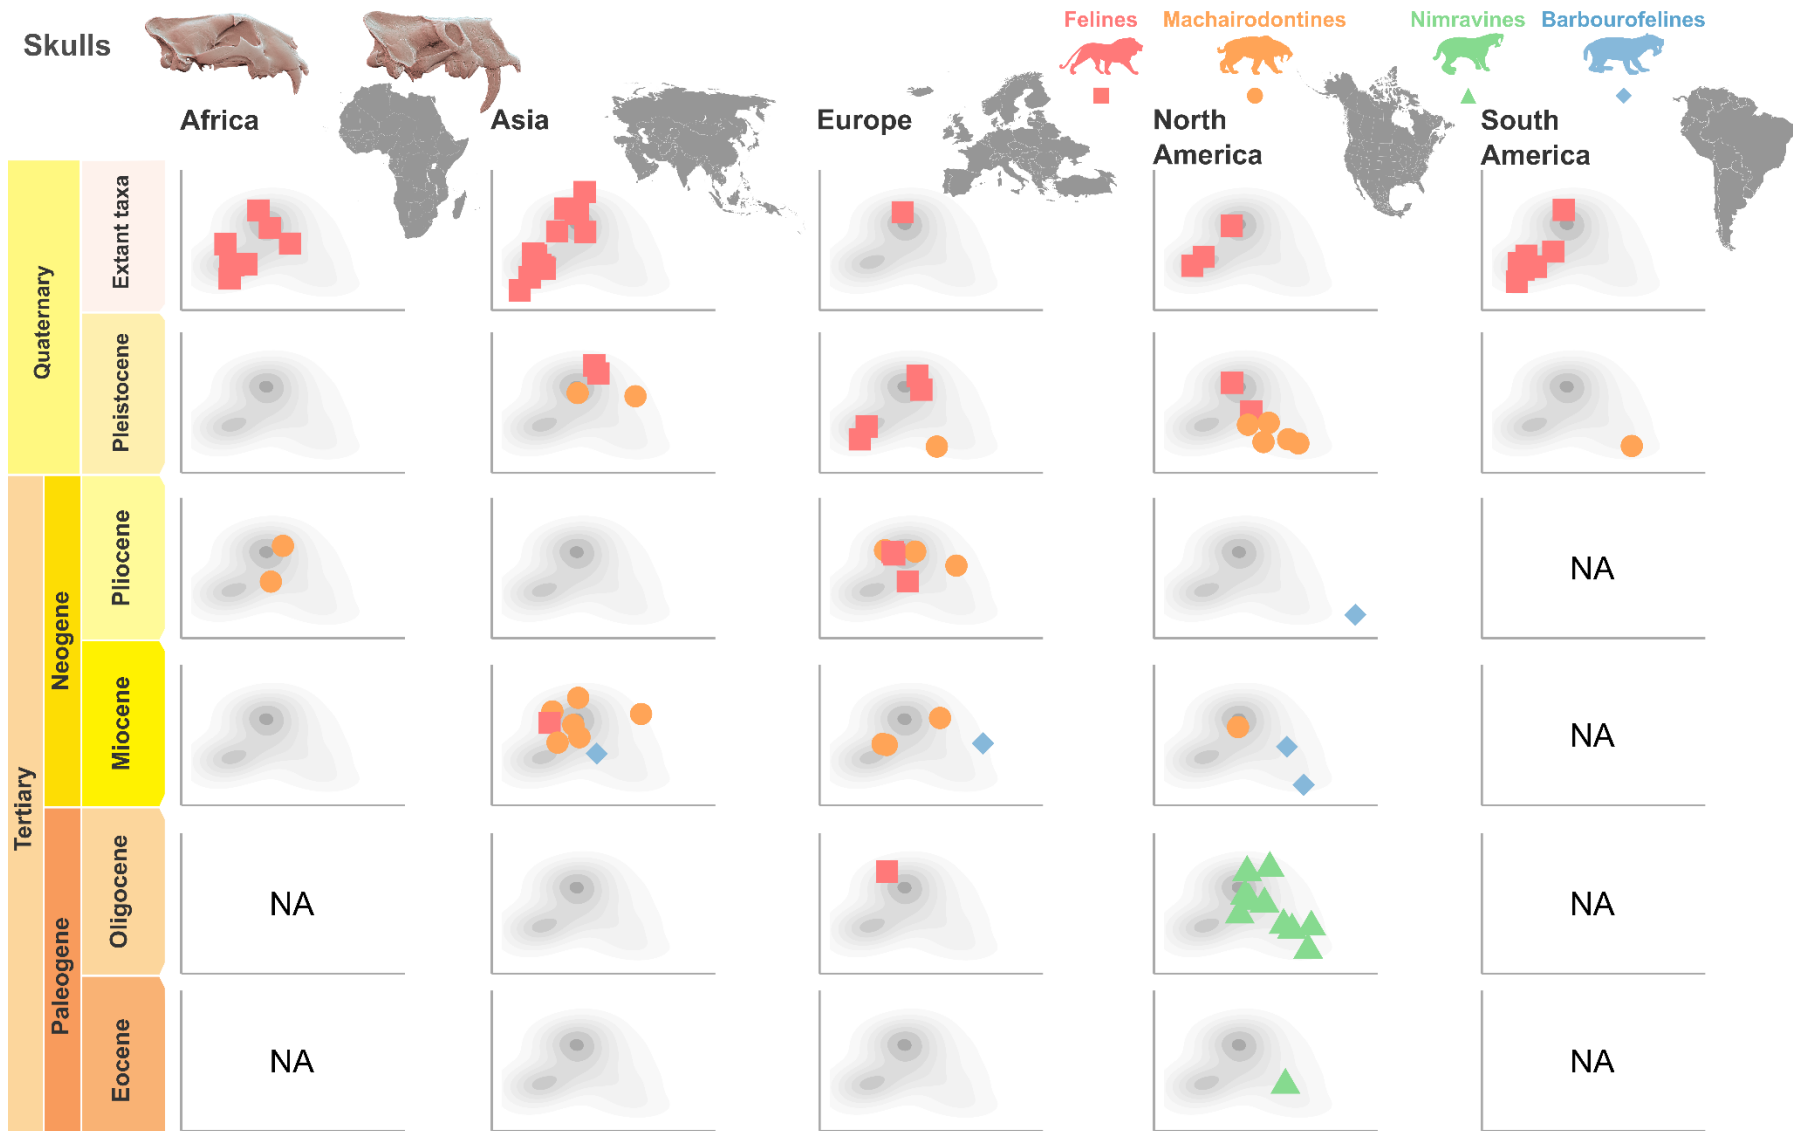 Skulls
Felines
Machairodontines
Nimravines
Barbourofelines
Africa
Asia
Europe
North
America
South
America
Quaternary
Extant taxa
Pleistocene
Tertiary
Neogene
Pliocene
NA
Miocene
NA
Paleogene
Oligocene
NA
NA
Eocene
NA
NA